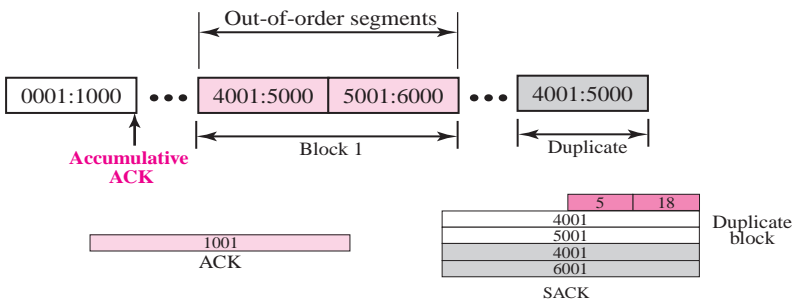 Out-of-order segments
0001:1000
4001:5000
5001:6000
4001:5000
Accumulative
ACK
Block 1
Duplicate
5
18
4001
5001
4001
6001
Duplicate
block
1001
ACK
SACK